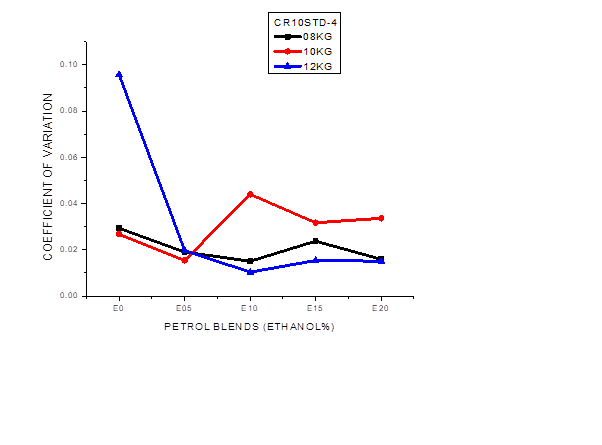 CR10STD-4
08KG
10KG
12KG
0.10
0.08
0.06
0.04
0.02
0.00
COEFFICIENT OF VARIATION
E0 E05 E10 E15 E20
PETROL BLENDS (ETHANOL%)